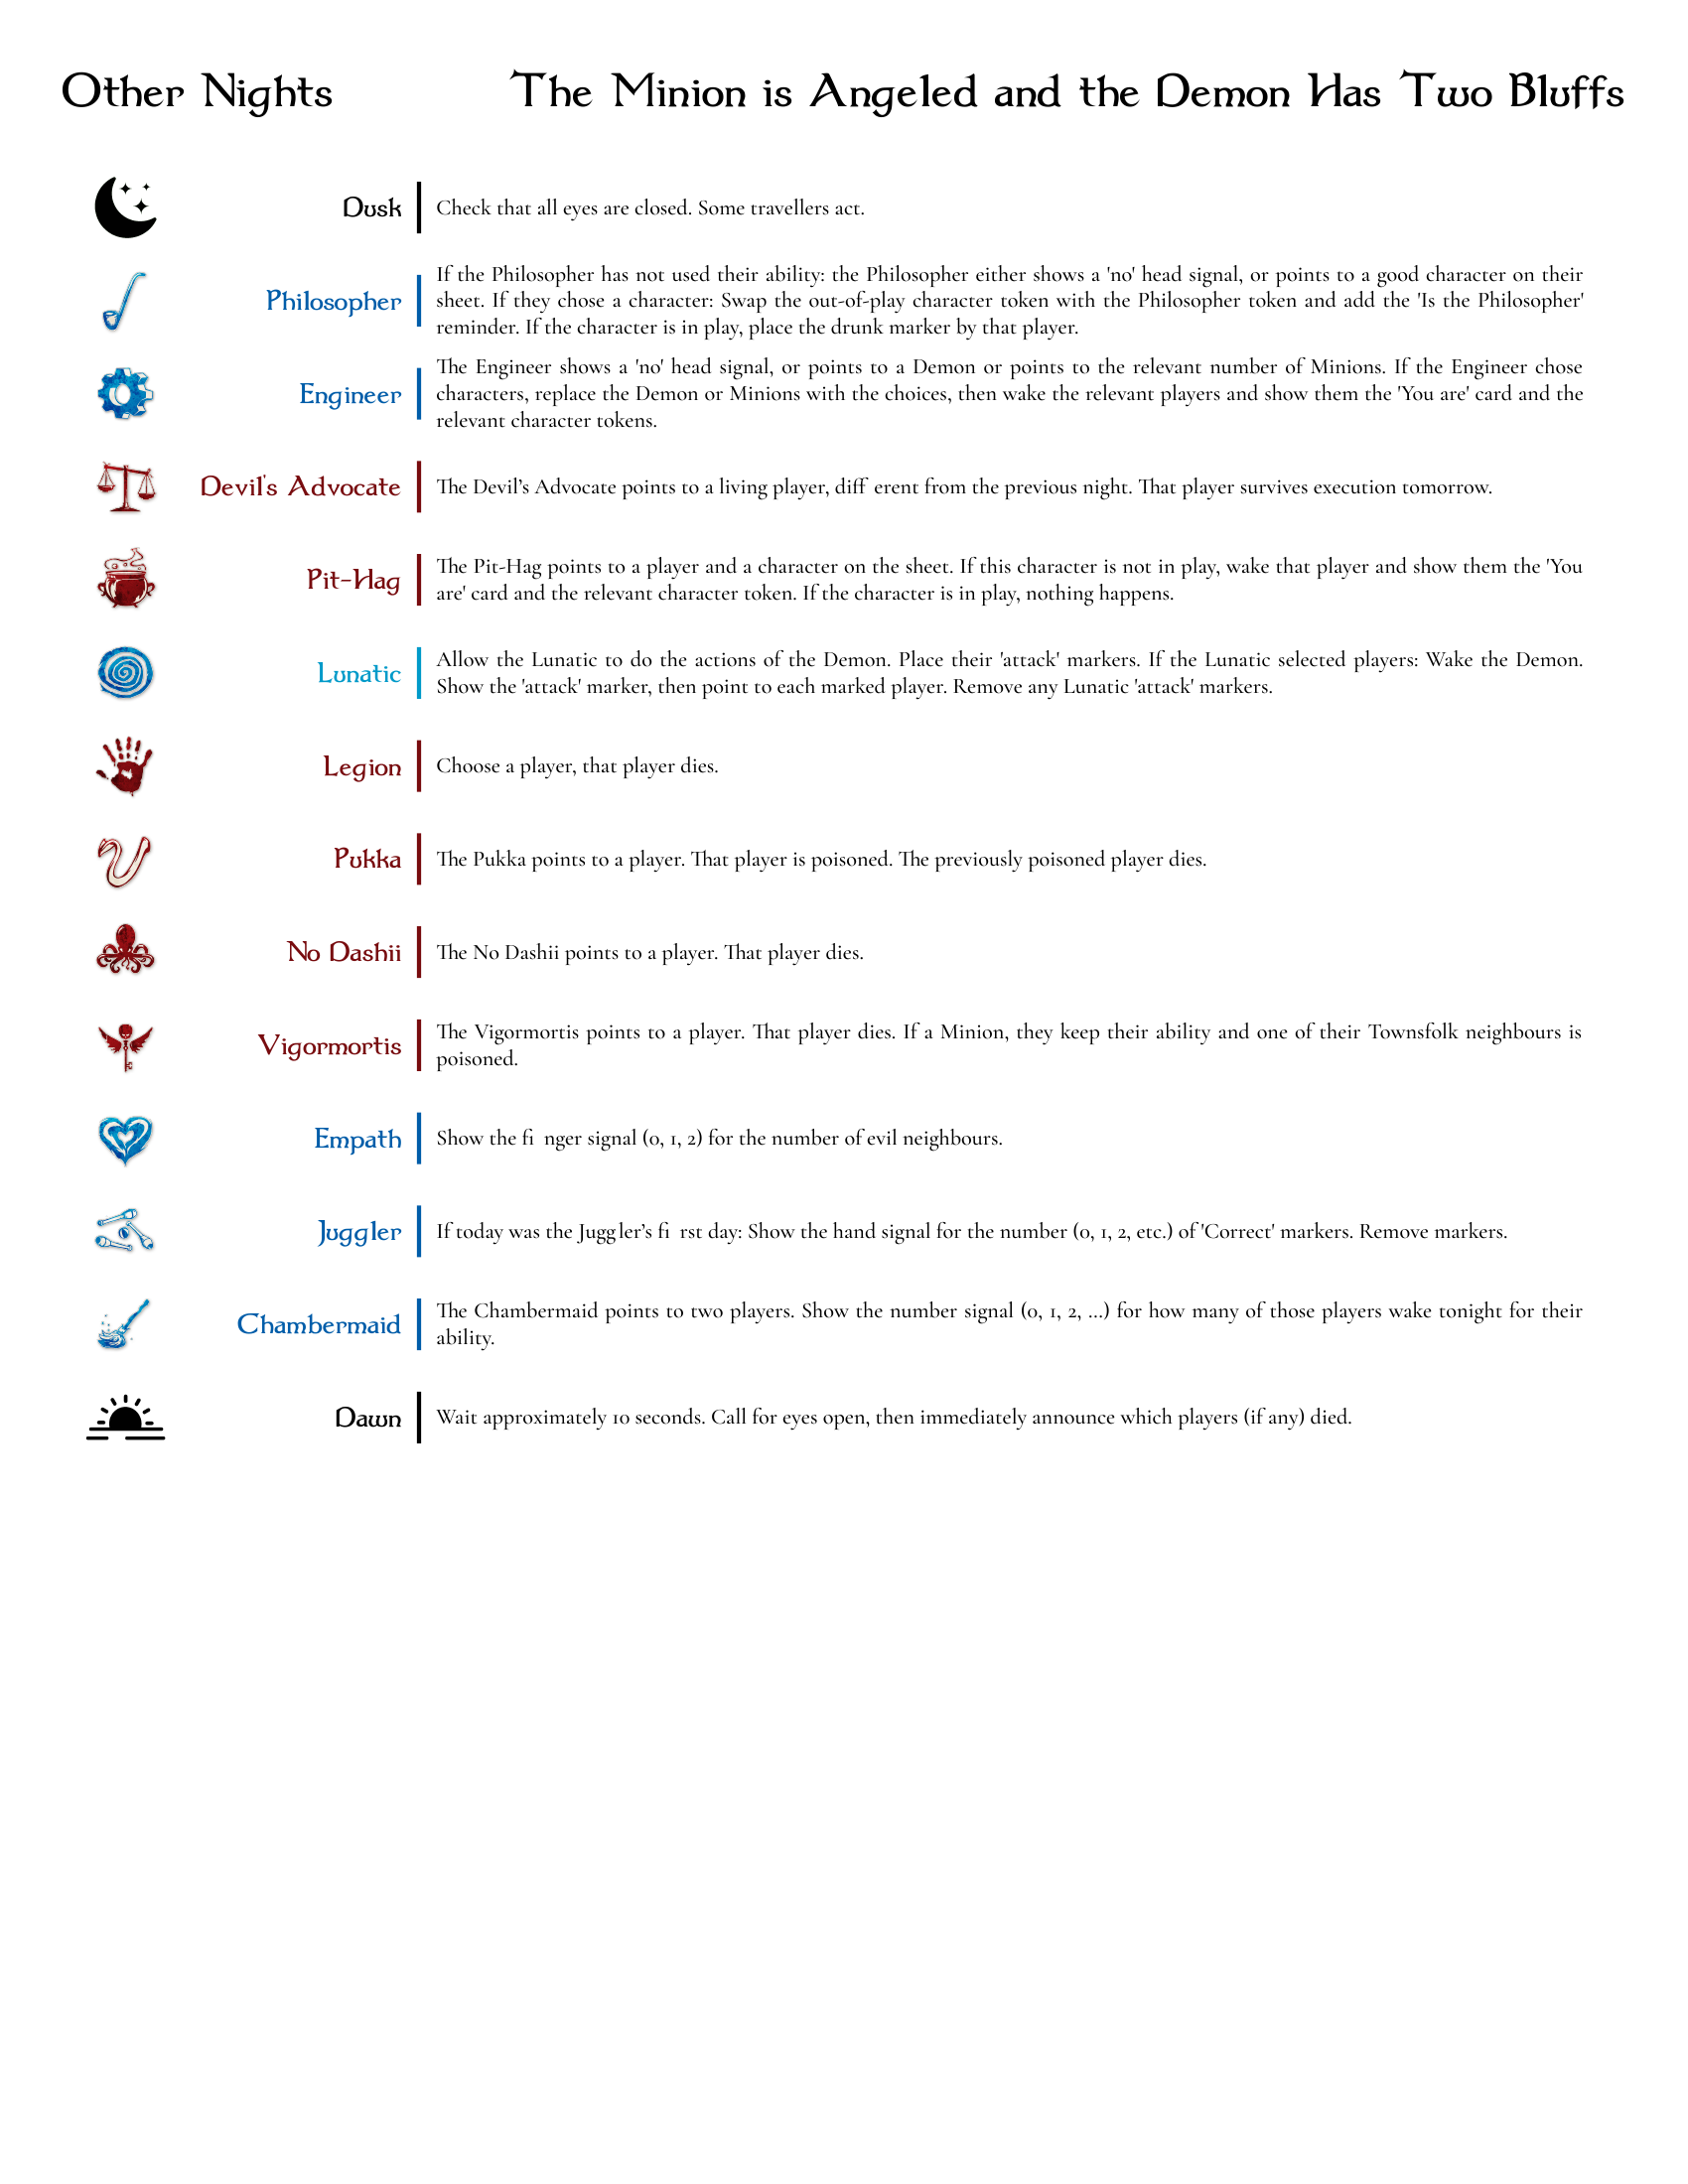 Other Nights
The Minion is Angeled and the Demon Has Two Bluffs
Dusk
Check that all eyes are closed. Some travellers act.
Philosopher
If the Philosopher has not used their ability: the Philosopher either shows a 'no' head signal, or points to a good character on their
sheet. If they chose a character: Swap the out-of-play character token with the Philosopher token and add the 'Is the Philosopher'
reminder. If the character is in play, place the drunk marker by that player.
Engineer
The Engineer shows a 'no' head signal, or points to a Demon or points to the relevant number of Minions. If the Engineer chose
characters, replace the Demon or Minions with the choices, then wake the relevant players and show them the 'You are' card and the
relevant character tokens.
Devil's Advocate
The Devil’s Advocate points to a living player, diff erent from the previous night. That player survives execution tomorrow.
Pit-Hag
The Pit-Hag points to a player and a character on the sheet. If this character is not in play, wake that player and show them the 'You
are' card and the relevant character token. If the character is in play, nothing happens.
Lunatic
Allow the Lunatic to do the actions of the Demon. Place their 'attack' markers. If the Lunatic selected players: Wake the Demon.
Show the 'attack' marker, then point to each marked player. Remove any Lunatic 'attack' markers.
Legion
Choose a player, that player dies.
Pukka
The Pukka points to a player. That player is poisoned. The previously poisoned player dies.
No Dashii
The No Dashii points to a player. That player dies.
Vigormortis
The Vigormortis points to a player. That player dies. If a Minion, they keep their ability and one of their Townsfolk neighbours is
poisoned.
Empath
Show the fi nger signal (0, 1, 2) for the number of evil neighbours.
Juggler
If today was the Juggler’s fi rst day: Show the hand signal for the number (0, 1, 2, etc.) of 'Correct' markers. Remove markers.
Chambermaid
The Chambermaid points to two players. Show the number signal (0, 1, 2, …) for how many of those players wake tonight for their
ability.
Dawn
Wait approximately 10 seconds. Call for eyes open, then immediately announce which players (if any) died.